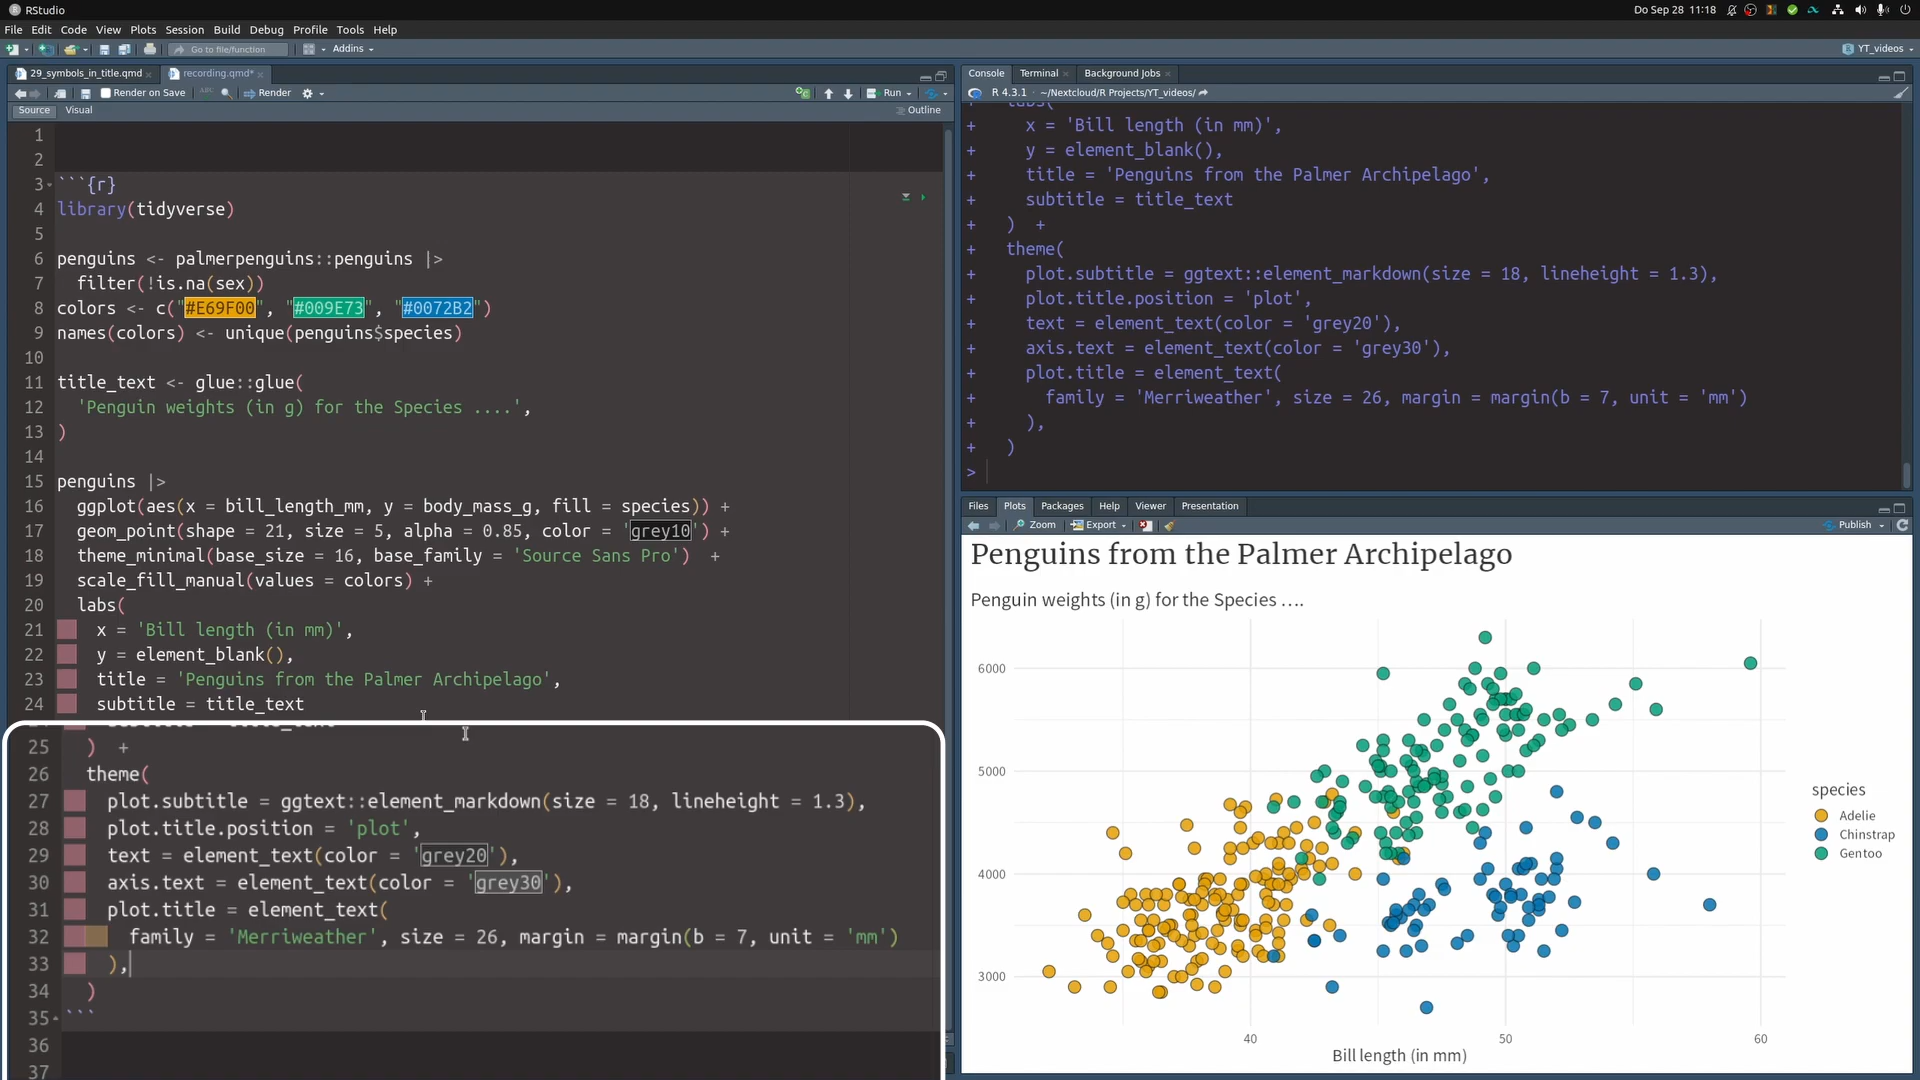 RStudio
Do Sep 28 11:18
File Edit Code View Plots Session Build Debug Profile Tools Help
Go to file/function Addins
YT_videos
29_symbols_in_title.qmd recording.qmd*
Render on Save Render Run
Source Visual Outline
1
2
3 ```{r}
4 library(tidyverse)
5
6 penguins <- palmerpenguins::penguins |>
7 filter(!is.na(sex))
8 colors <- c("#E69F00", "#009E73", "#0072B2")
9 names(colors) <- unique(penguins$species)
10
11 title_text <- glue::glue(
12 'Penguin weights (in g) for the Species ....',
13 )
14
15 penguins |>
16 ggplot(aes(x = bill_length_mm, y = body_mass_g, fill = species)) +
17 geom_point(shape = 21, size = 5, alpha = 0.85, color = 'grey10') +
18 theme_minimal(base_size = 16, base_family = 'Source Sans Pro') +
19 scale_fill_manual(values = colors) +
20 labs(
21 x = 'Bill length (in mm)',
22 y = element_blank(),
23 title = 'Penguins from the Palmer Archipelago',
24 subtitle = title_text
25 ) +
26 theme(
27 plot.subtitle = ggtext::element_markdown(size = 18, lineheight = 1.3),
28 plot.title.position = 'plot',
29 text = element_text(color = 'grey20'),
30 axis.text = element_text(color = 'grey30'),
31 plot.title = element_text(
32 family = 'Merriweather', size = 26, margin = margin(b = 7, unit = 'mm')
33 ),
34 )
35 ```
36
37
Console Terminal Background Jobs
R 4.3.1 · ~/Nextcloud/R Projects/YT_videos/
+ labs(
+ x = 'Bill length (in mm)',
+ y = element_blank(),
+ title = 'Penguins from the Palmer Archipelago',
+ subtitle = title_text
+ ) +
+ theme(
+ plot.subtitle = ggtext::element_markdown(size = 18, lineheight = 1.3),
+ plot.title.position = 'plot',
+ text = element_text(color = 'grey20'),
+ axis.text = element_text(color = 'grey30'),
+ plot.title = element_text(
+ family = 'Merriweather', size = 26, margin = margin(b = 7, unit = 'mm')
+ ),
+ )
>
Files Plots Packages Help Viewer Presentation
Zoom Export Publish
Penguins from the Palmer Archipelago
Penguin weights (in g) for the Species ....
6000
5000
4000
3000
40 50 60
Bill length (in mm)
species
Adelie
Chinstrap
Gentoo